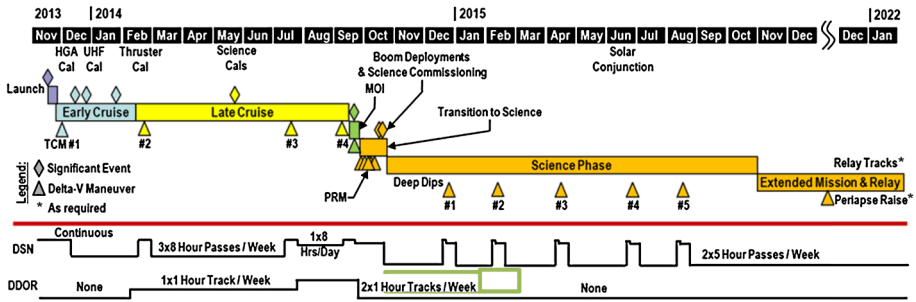 2013 2014 2015 2022
Nov Dec Jan Feb Mar Apr May Jun Jul Aug Sep Oct Nov Dec Jan Feb Mar Apr May Jun Jul Aug Sep Oct Nov Dec Dec Jan
HGA Cal
UHF Cal
Thruster Cal
Science Cals
Solar Conjunction
Boom Deployments & Science Commissioning
Launch
MOI
Early Cruise
Late Cruise
Transition to Science
TCM #1
#2
#3
#4
PRM
Science Phase
Relay Tracks*
Extended Mission & Relay
Deep Dips
#1
#2
#3
#4
#5
Periapse Raise*
Legend:
Significant Event
Delta-V Maneuver
* As required
DSN
Continuous
3x8 Hour Passes / Week
1x8 Hrs/Day
2x5 Hour Passes / Week
DDOR
None
1x1 Hour Track / Week
2x1 Hour Tracks / Week
None